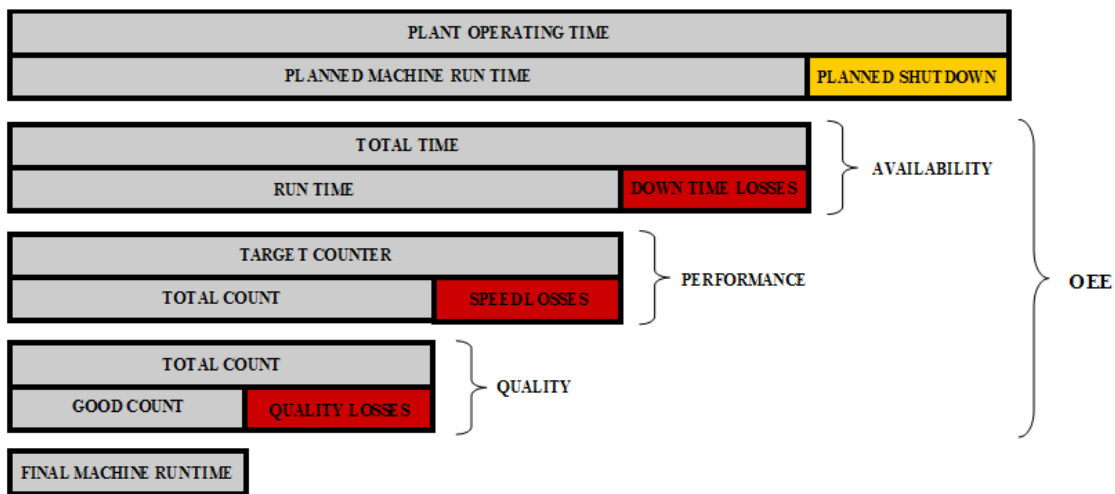 PLANT OPERATING TIME
PLANNED MACHINE RUN TIME
PLANNED SHUTDOWN
TOTAL TIME
RUN TIME
DOWN TIME LOSSES
AVAILABILITY
TARGET COUNTER
TOTAL COUNT
SPEED LOSSES
PERFORMANCE
OEE
TOTAL COUNT
GOOD COUNT
QUALITY LOSSES
QUALITY
FINAL MACHINE RUNTIME